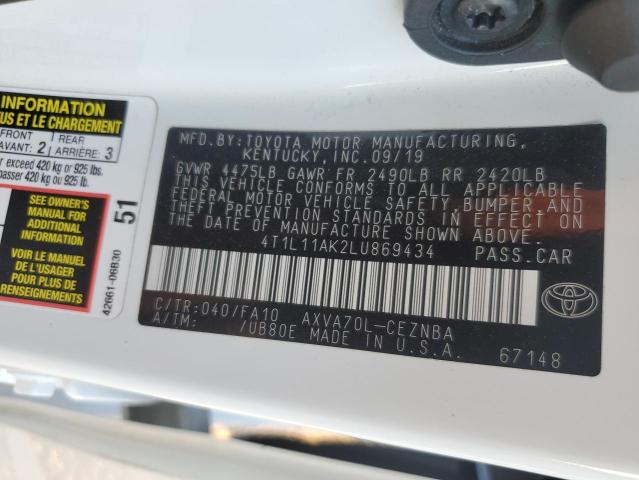 INFORMATION
TUS ET LE CHARGEMENT
FRONT
AVANT: 2
REAR
ARRIÈRE: 3
exceed 420 kg or 925 lbs.
passer 420 kg ou 925 lb.
SEE OWNER'S
MANUAL FOR
ADDITIONAL
INFORMATION
VOIR LE MANUEL
DE L'USAGER
POUR PLUS DE
RENSEIGNEMENTS
51
42661-06B30
MFD. BY: TOYOTA MOTOR MANUFACTURING,
KENTUCKY, INC. 09/19
GVWR 4475LB GAWR FR 2490LB RR 2420LB
THIS VEHICLE CONFORMS TO ALL APPLICABLE
FEDERAL MOTOR VEHICLE SAFETY, BUMPER AND
THEFT PREVENTION STANDARDS IN EFFECT ON
THE DATE OF MANUFACTURE SHOWN ABOVE.
4T1L11AK2LU869434 PASS.CAR
C/TR: 040/FA10 AXVA70L-CEZNBA
A/TM: /UB80E MADE IN U.S.A.
67148